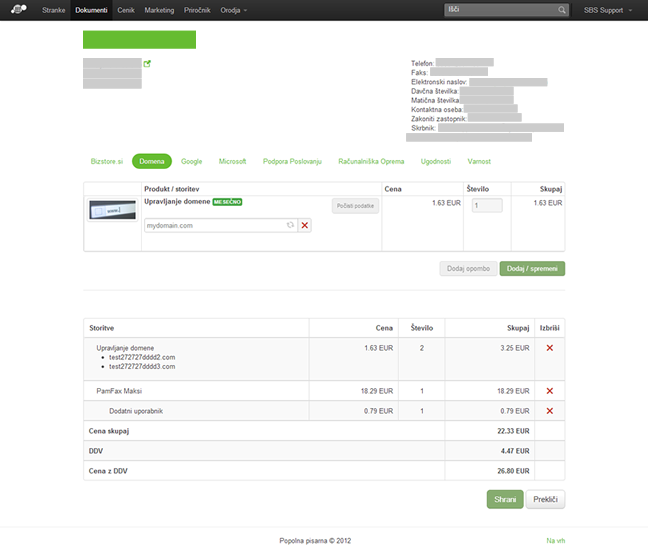 Stranke Dokumenti Cenik Marketing Priročnik Orodja Išči SBS Support
Telefon:
Faks:
Elektronski naslov:
Davčna številka:
Matična številka:
Kontaktna oseba:
Zakoniti zastopnik:
Skrbnik:
Bizstore.si Domena Google Microsoft Podpora Poslovanju Računalniška Oprema Ugodnosti Varnost
Produkt / storitev Cena Število Skupaj
Upravljanje domene MESEČNO Počisti podatke 1.63 EUR 1 1.63 EUR
mydomain.com
Dodaj opombo Dodaj / spremeni
Storitve Cena Število Skupaj Izbriši
Upravljanje domene 1.63 EUR 2 3.25 EUR
test272727dddd2.com
test272727dddd3.com
PamFax Maksi 18.29 EUR 1 18.29 EUR
Dodatni uporabnik 0.79 EUR 1 0.79 EUR
Cena skupaj 22.33 EUR
DDV 4.47 EUR
Cena z DDV 26.80 EUR
Shrani Prekliči
Popolna pisarna © 2012 Na vrh